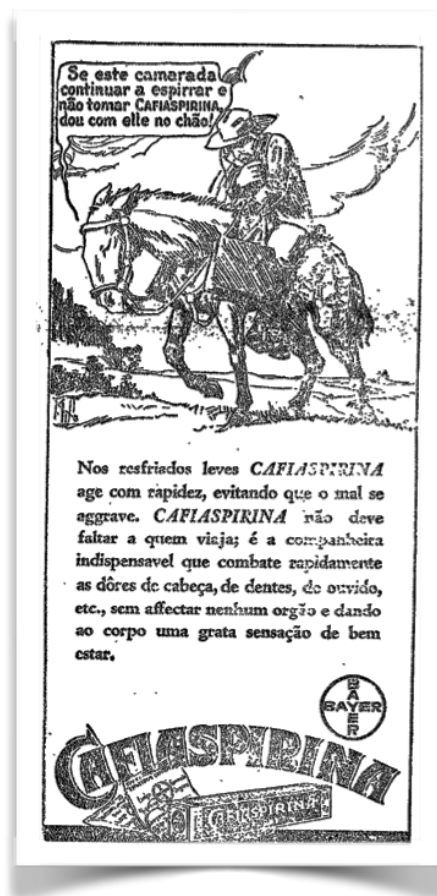 Se este camarada
continuar a espirrar e
não tomar CAFIASPIRINA,
dou com elle no chão!
Nos resfriados leves CAFIASPIRINA
age com rapidez, evitando que o mal se
aggrave. CAFIASPIRINA não deve
faltar a quem viaja; é a companheira
indispensavel que combate rapidamente
as dôres de cabeça, de dentes, de ouvido,
etc., sem affectar nenhum orgão e dando
ao corpo uma grata sensação de bem
estar.
BAYER
BAYER
CAFIASPIRINA
CAFIASPIRINA